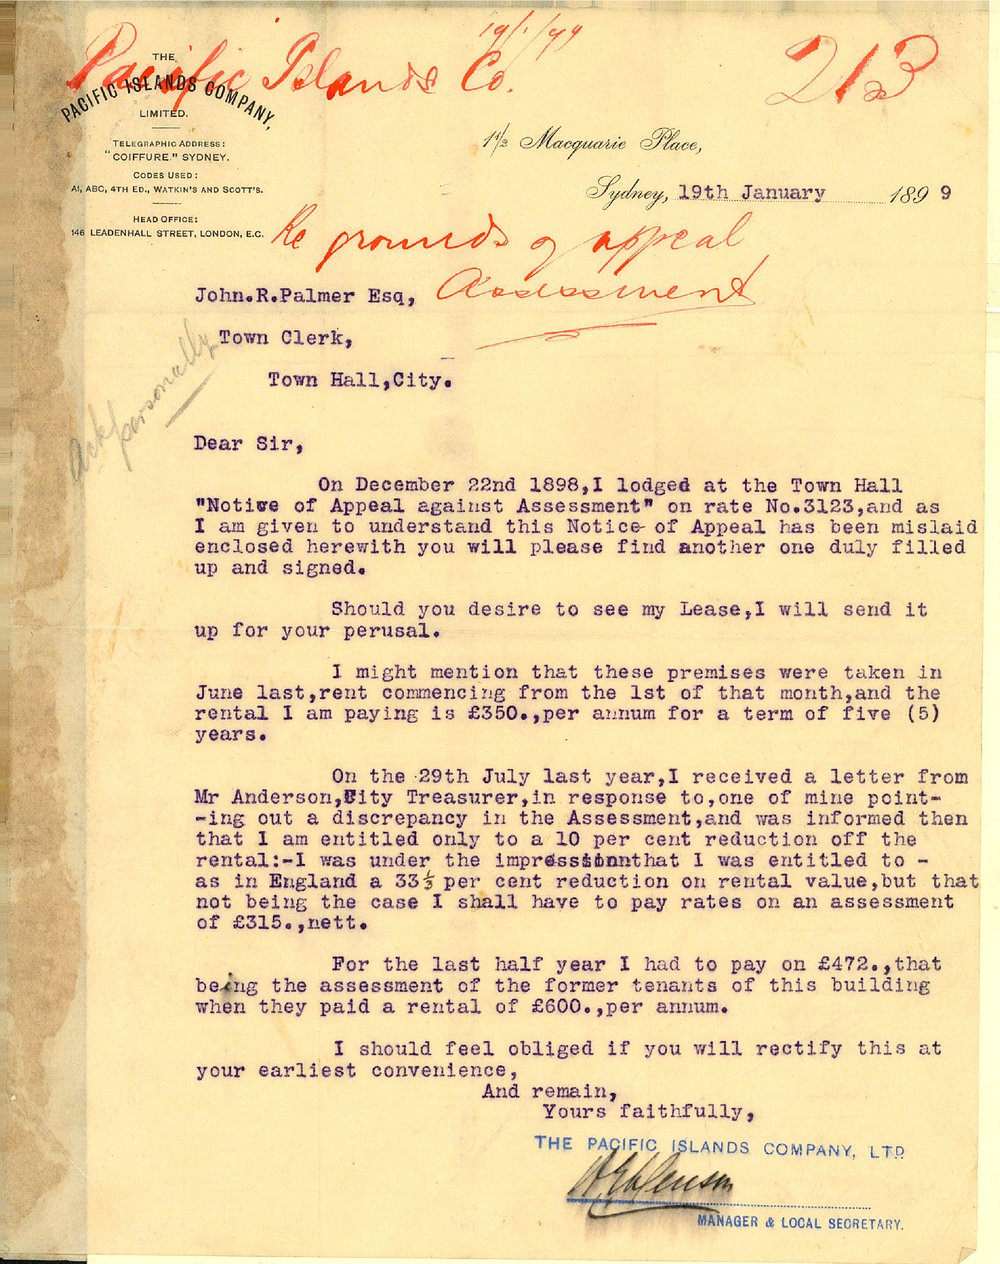 19/1/99
Pacific Islands Co. 213
THE
PACIFIC ISLANDS COMPANY,
LIMITED.
TELEGRAPHIC ADDRESS:
"COIFFURE." SYDNEY.
CODES USED:
A1, ABC, 4TH ED., WATKIN'S AND SCOTT'S.
HEAD OFFICE:
146 LEADENHALL STREET, LONDON, E.C.
Macquarie Place,
Sydney, 19th January 1899
Re grounds of appeal
Assessment
John.R.Palmer Esq,
Town Clerk,
Town Hall,City.
Ack personally
Dear Sir,
On December 22nd 1898,I lodged at the Town Hall
"Notice of Appeal against Assessment" on rate No.3123,and as
I am given to understand this Notice of Appeal has been mislaid
enclosed herewith you will please find another one duly filled
up and signed.
Should you desire to see my Lease,I will send it
up for your perusal.
I might mention that these premises were taken in
June last,rent commencing from the 1st of that month,and the
rental I am paying is £350.,per annum for a term of five (5)
years.
On the 29th July last year,I received a letter from
Mr Anderson,City Treasurer,in response to,one of mine point-
-ing out a discrepancy in the Assessment,and was informed then
that I am entitled only to a 10 per cent reduction off the
rental:-I was under the impressionnthat I was entitled to -
as in England a 33⅓ per cent reduction on rental value,but that
not being the case I shall have to pay rates on an assessment
of £315.,nett.
For the last half year I had to pay on £472.,that
being the assessment of the former tenants of this building
when they paid a rental of £600.,per annum.
I should feel obliged if you will rectify this at
your earliest convenience,
And remain,
Yours faithfully,
THE PACIFIC ISLANDS COMPANY, LTD
MANAGER & LOCAL SECRETARY.